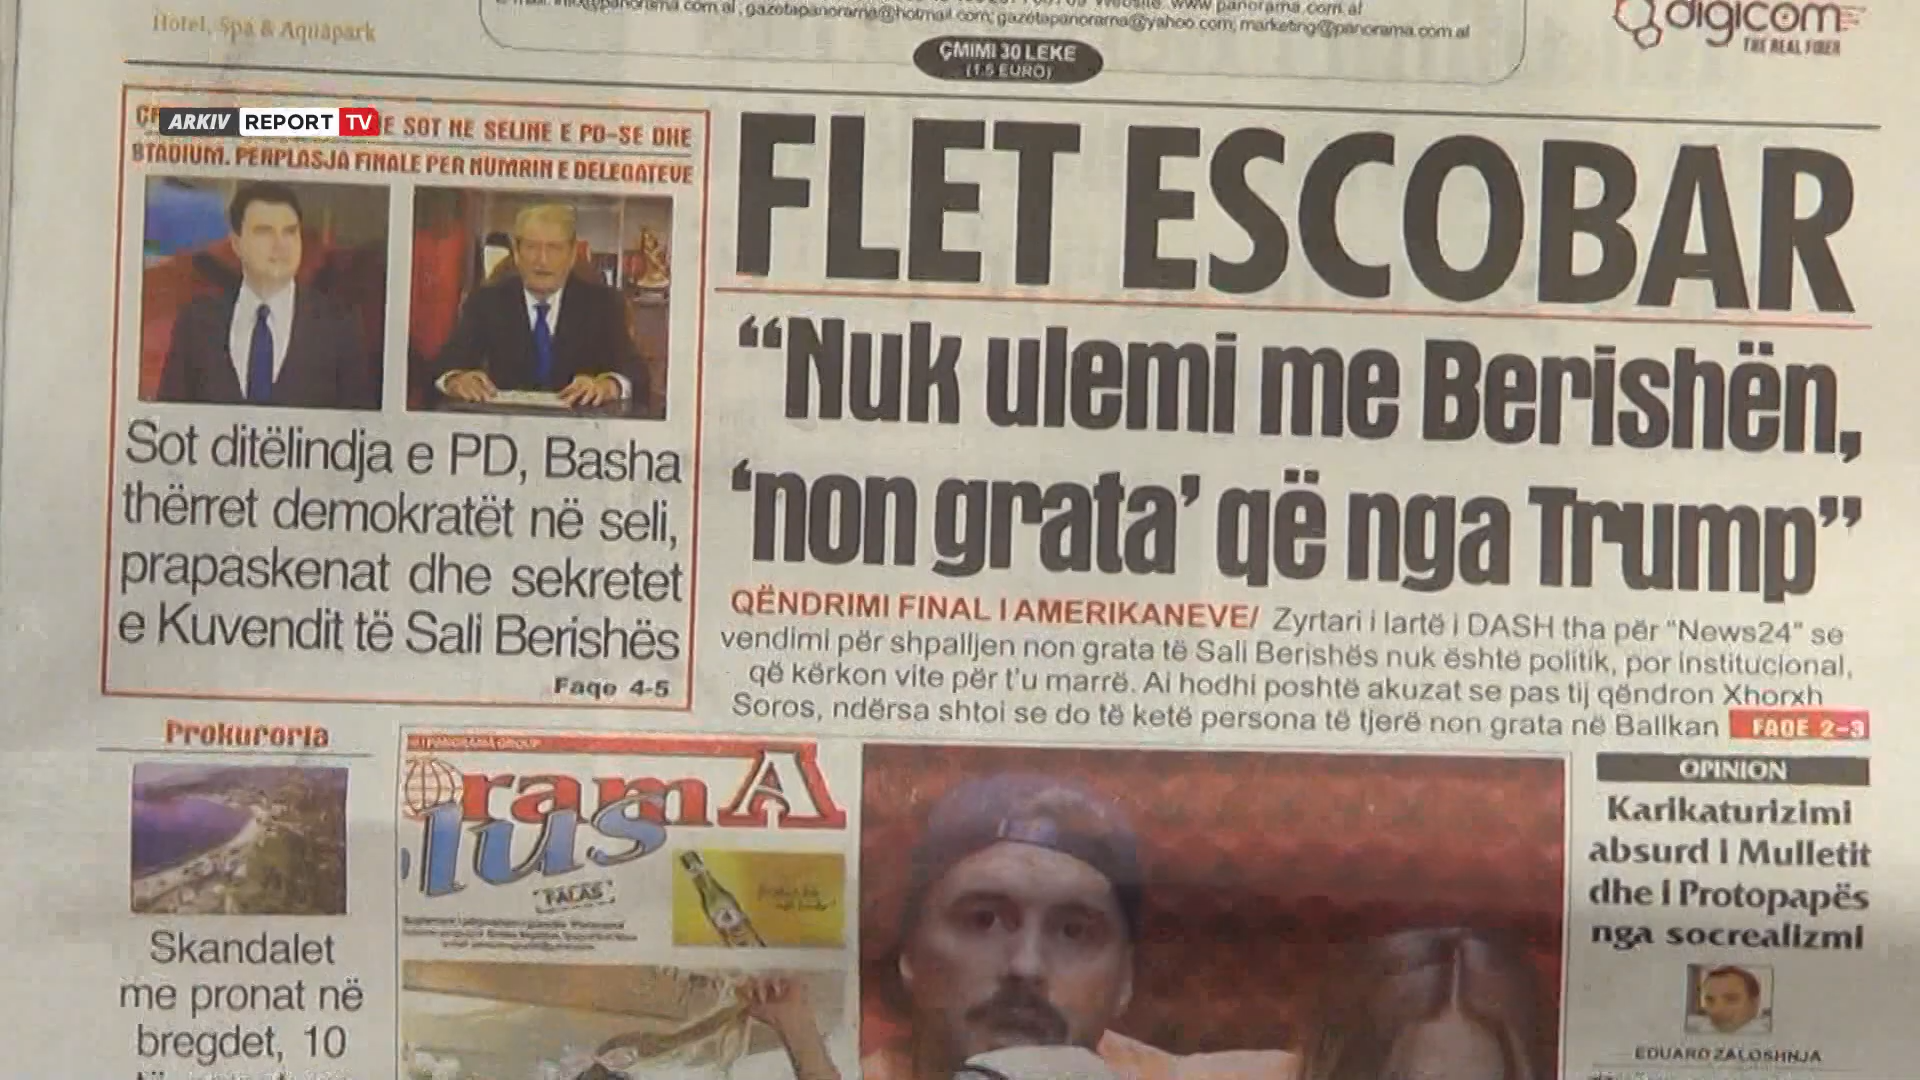 Hotel, Spa & Aquapark
gazetapanorama@hotmail.com; gazetapanorama@yahoo.com; marketing@panorama.com.al
ÇMIMI 30 LEKE
(1.5 EURO)
digicom
THE REAL FIBER
ARKIV REPORT TV
E SOT NE SELINE E PD-SE DHE
STADIUM. PERPLASJA FINALE PER NUMRIN E DELEGATEVE
Sot ditëlindja e PD, Basha
thërret demokratët në seli,
prapaskenat dhe sekretet
e Kuvendit të Sali Berishës
Faqe 4-5
FLET ESCOBAR
“Nuk ulemi me Berishën,
‘non grata’ që nga Trump”
QËNDRIMI FINAL I AMERIKANEVE/ Zyrtari i lartë i DASH tha për “News24” se
vendimi për shpalljen non grata të Sali Berishës nuk është politik, por institucional,
që kërkon vite për t’u marrë. Ai hodhi poshtë akuzat se pas tij qëndron Xhorxh
Soros, ndërsa shtoi se do të ketë persona të tjerë non grata në Ballkan FAQE 2-3
Prokuroria
Skandalet
me pronat në
bregdet, 10
ramA
lus
FALAS
OPINION
Karikaturizimi
absurd i Mulletit
dhe i Protopapës
nga socrealizmi
EDUARD ZALOSHNJA